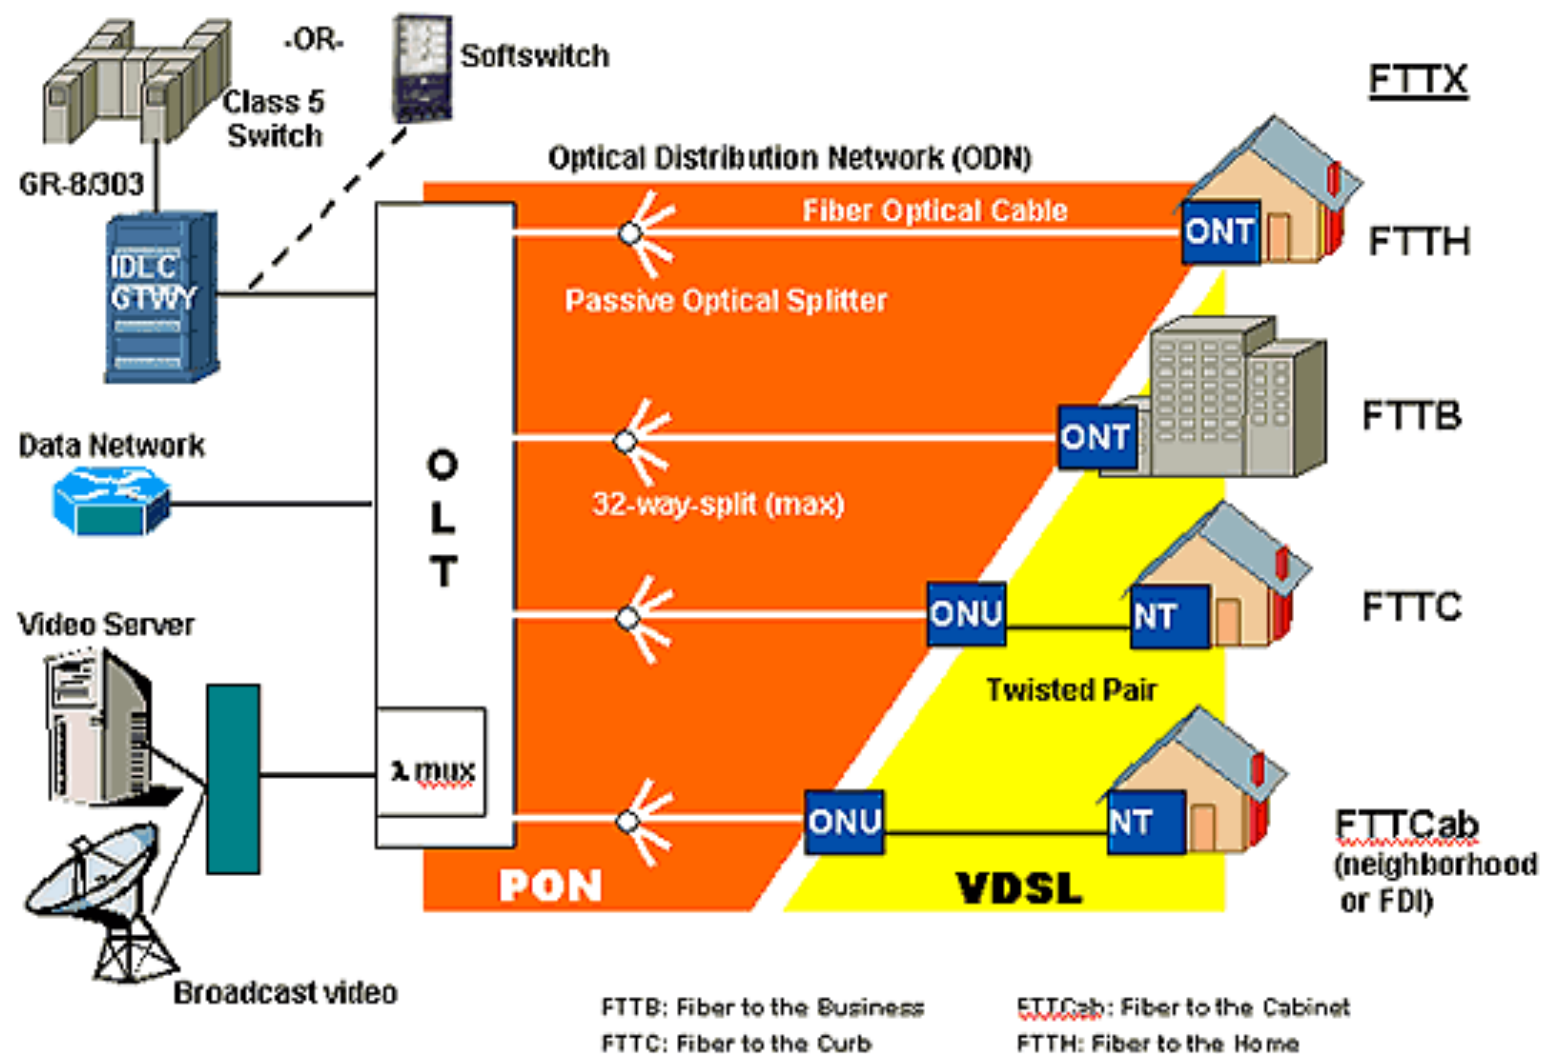 -OR-
Softswitch
Class 5
Switch
GR-8/303
IDLC
GTWY
Data Network
Video Server
Broadcast video
O
L
T
λ mux
Optical Distribution Network (ODN)
Fiber Optical Cable
Passive Optical Splitter
32-way-split (max)
PON
ONT
ONT
ONU
NT
Twisted Pair
ONU
NT
VDSL
FTTX
FTTH
FTTB
FTTC
FTTCab
(neighborhood
or FDI)
FTTB: Fiber to the Business
FTTCab: Fiber to the Cabinet
FTTC: Fiber to the Curb
FTTH: Fiber to the Home